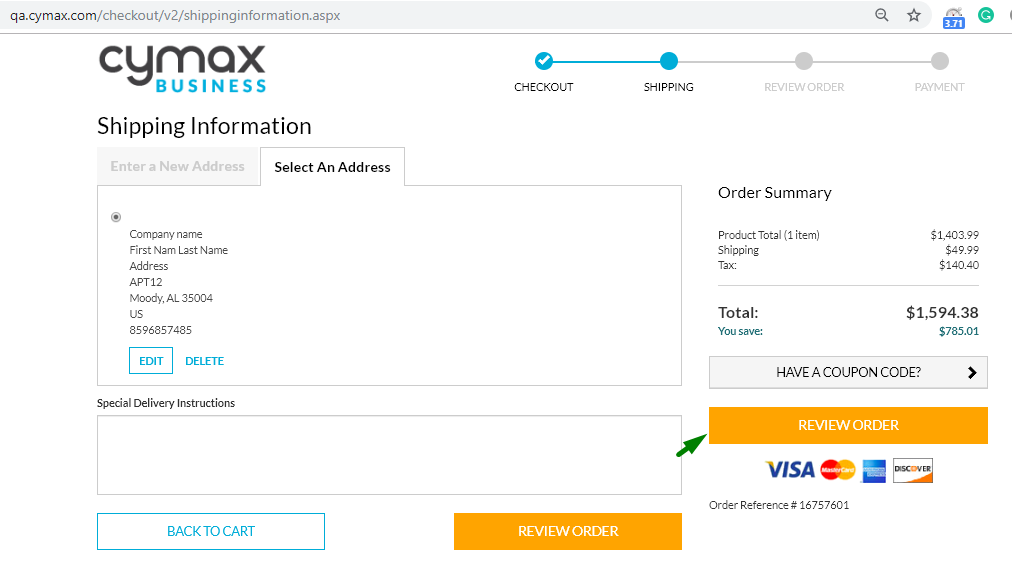 qa.cymax.com/checkout/v2/shippinginformation.aspx
3.71
cymax
BUSINESS
CHECKOUT
SHIPPING
REVIEW ORDER
PAYMENT
Shipping Information
Enter a New Address
Select An Address
Company name
First Nam Last Name
Address
APT12
Moody, AL 35004
US
8596857485
EDIT
DELETE
Special Delivery Instructions
BACK TO CART
REVIEW ORDER
Order Summary
Product Total (1 item) $1,403.99
Shipping $49.99
Tax: $140.40
Total: $1,594.38
You save: $785.01
HAVE A COUPON CODE?
REVIEW ORDER
VISA
MasterCard
DISCOVER
Order Reference # 16757601